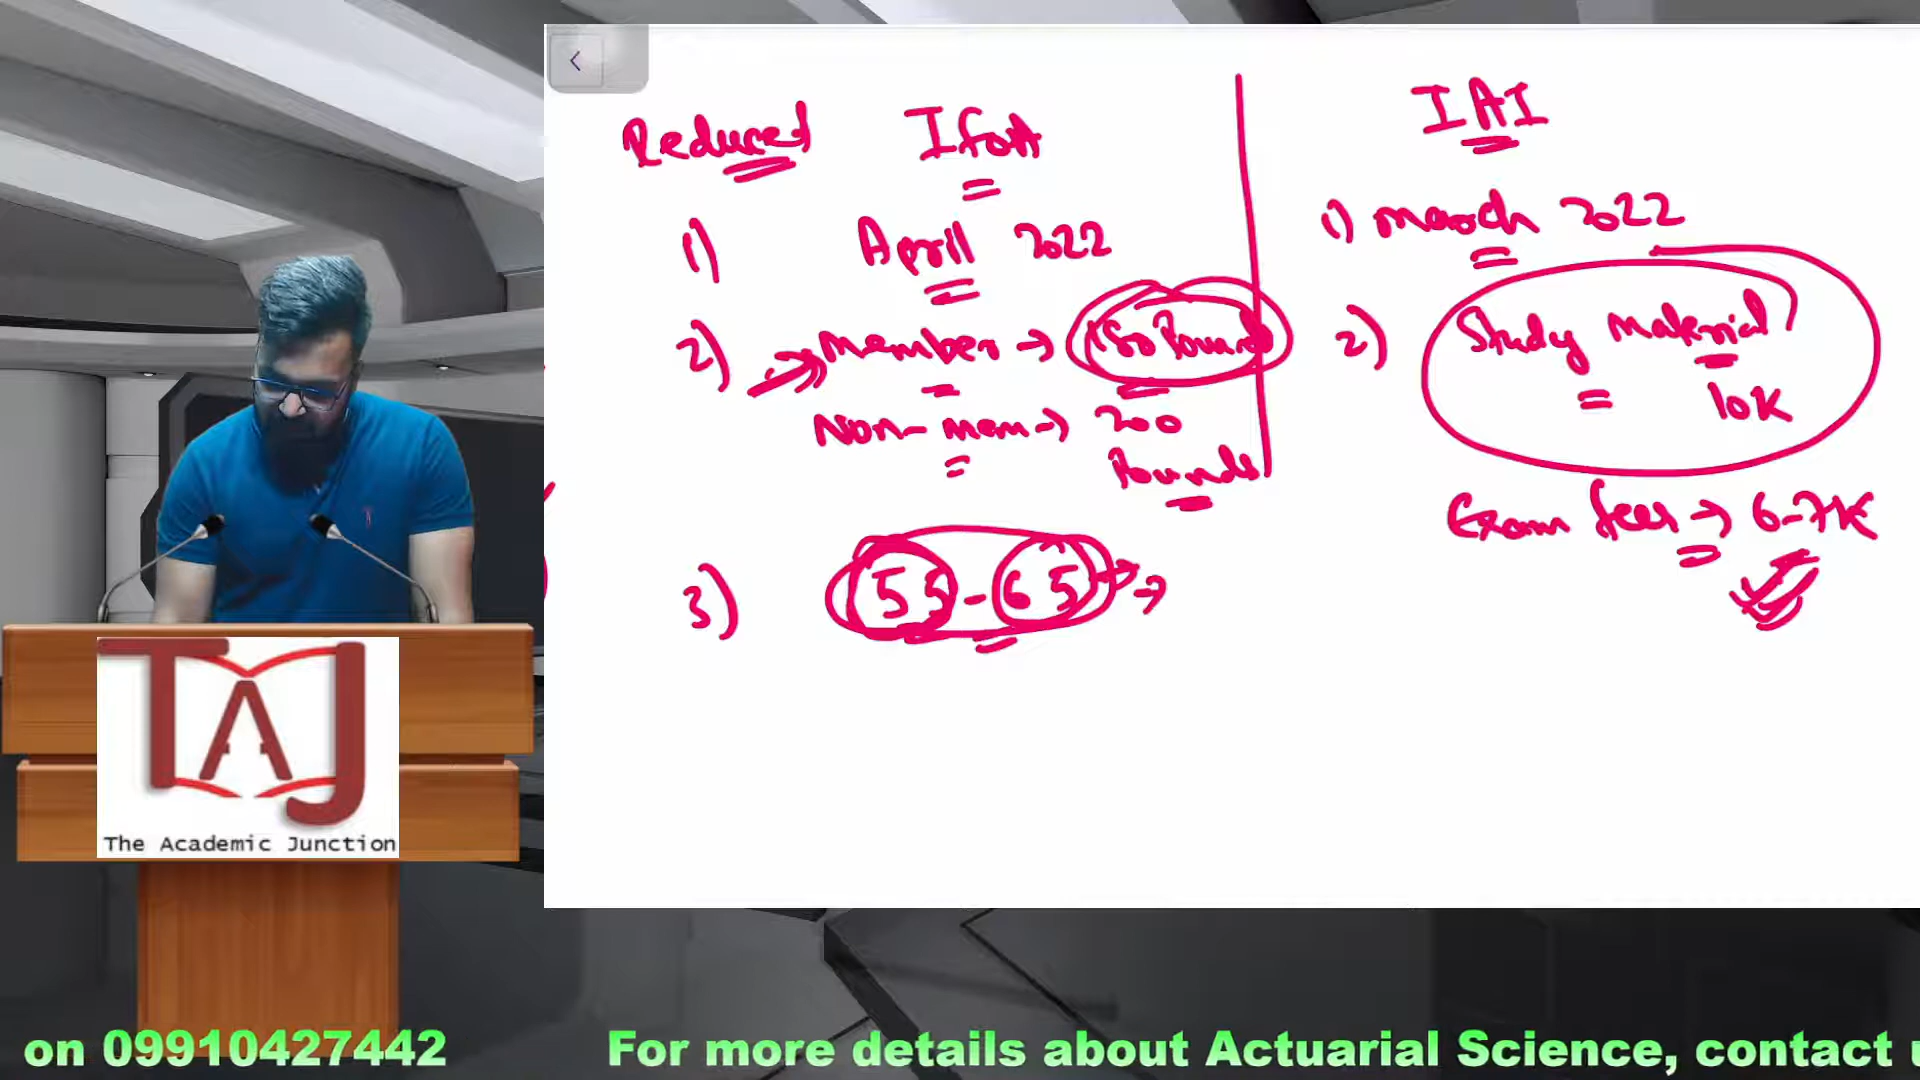 Reduced IfoA
1) April 2022
2) Member → 150 Pounds
Non-mem → 200
Pounds
3) 55-65 →
IAI
1) March 2022
2) Study Material
10K
Exam fees → 6-7K
TAJ
The Academic Junction
on 09910427442 For more details about Actuarial Science, contact u